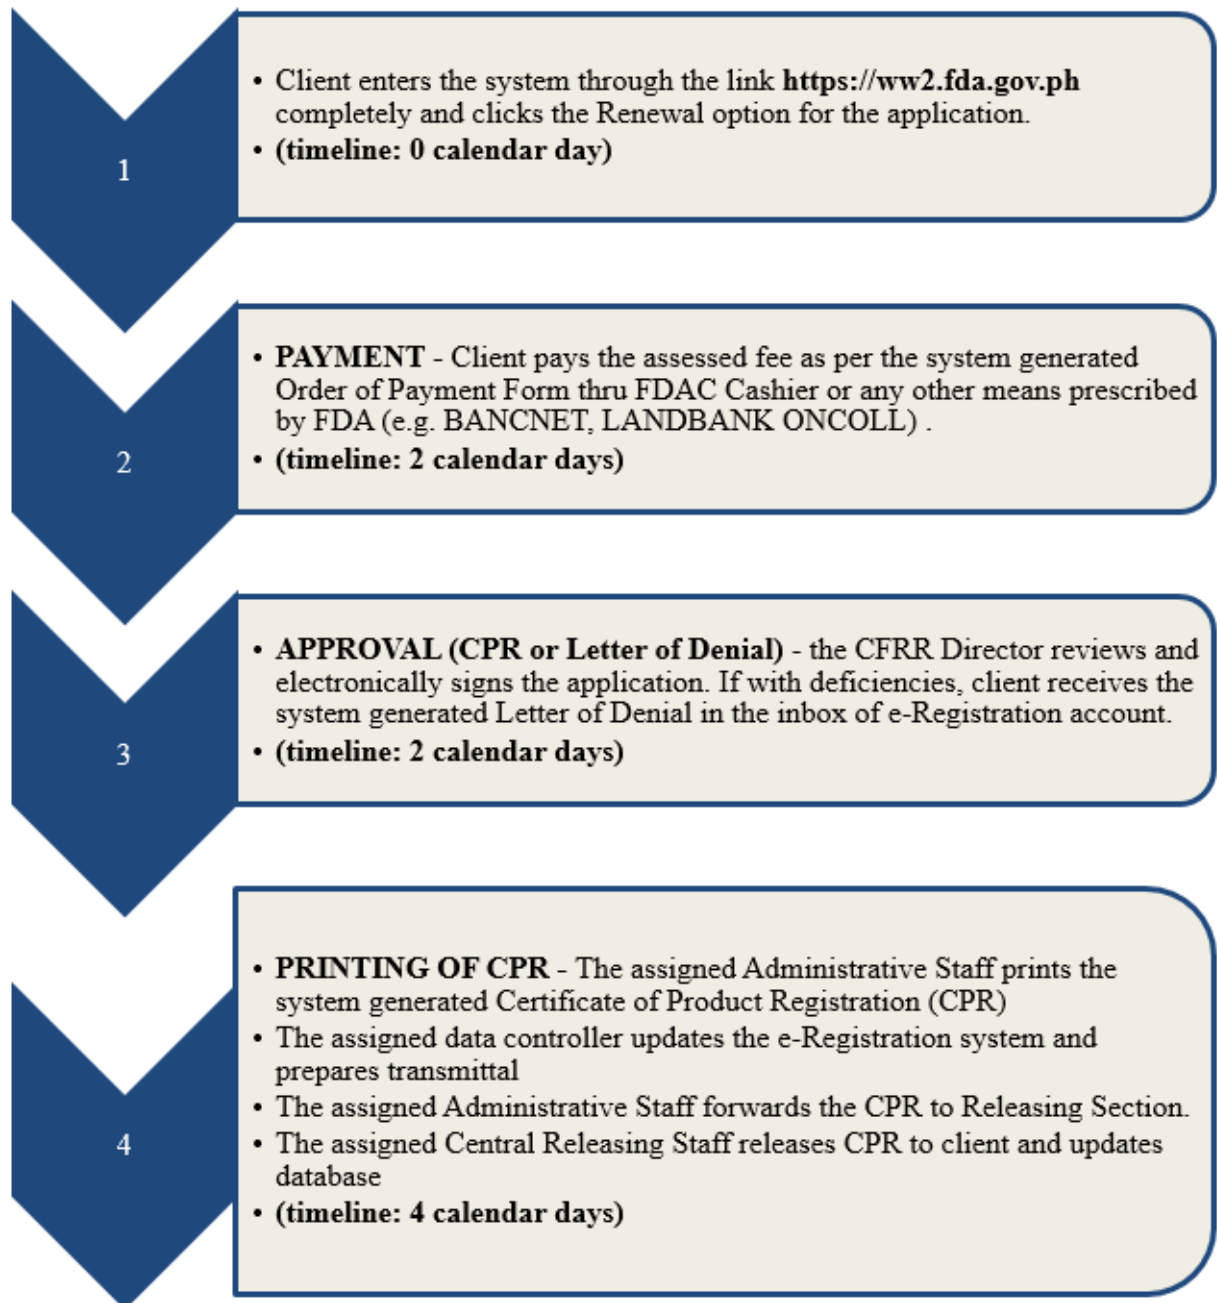 1
• Client enters the system through the link https://ww2.fda.gov.ph
completely and clicks the Renewal option for the application.
• (timeline: 0 calendar day)
2
• PAYMENT - Client pays the assessed fee as per the system generated
Order of Payment Form thru FDAC Cashier or any other means prescribed
by FDA (e.g. BANCNET, LANDBANK ONCOLL) .
• (timeline: 2 calendar days)
3
• APPROVAL (CPR or Letter of Denial) - the CFRR Director reviews and
electronically signs the application. If with deficiencies, client receives the
system generated Letter of Denial in the inbox of e-Registration account.
• (timeline: 2 calendar days)
4
• PRINTING OF CPR - The assigned Administrative Staff prints the
system generated Certificate of Product Registration (CPR)
• The assigned data controller updates the e-Registration system and
prepares transmittal
• The assigned Administrative Staff forwards the CPR to Releasing Section.
• The assigned Central Releasing Staff releases CPR to client and updates
database
• (timeline: 4 calendar days)